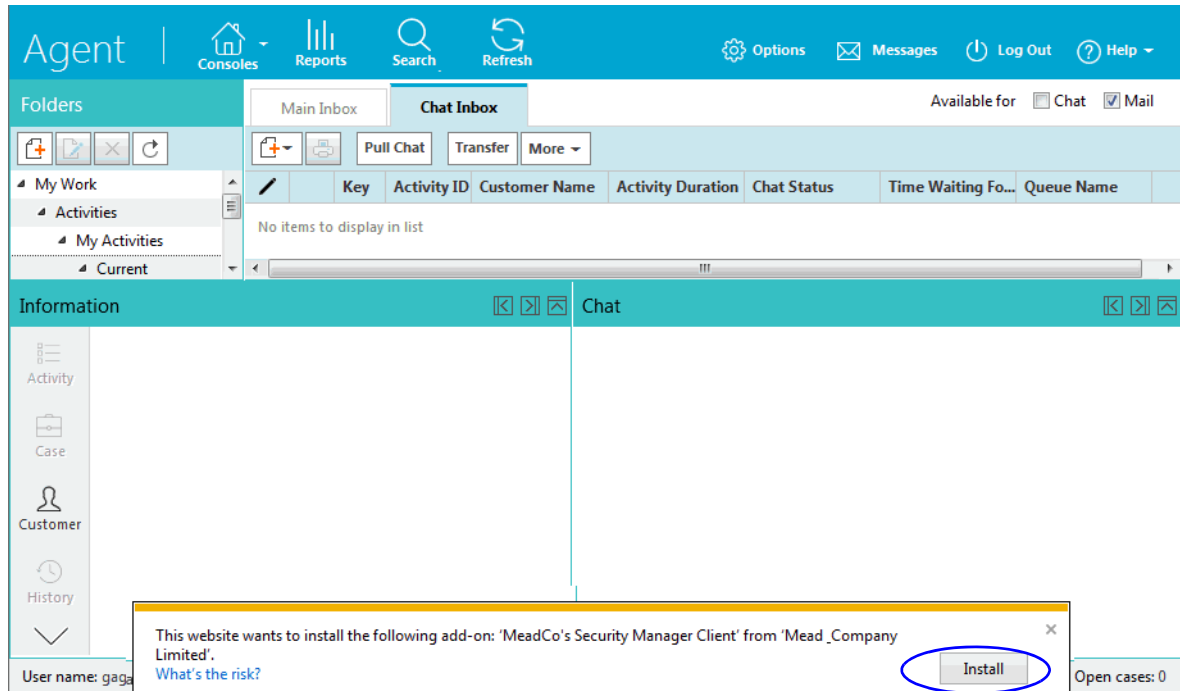 Agent Consoles Reports Search Refresh Options Messages Log Out Help
Folders
Main Inbox Chat Inbox Available for Chat Mail
Pull Chat Transfer More
My Work
Key Activity ID Customer Name Activity Duration Chat Status Time Waiting Fo... Queue Name
Activities
No items to display in list
My Activities
Current
Information Chat
Activity
Case
Customer
History
This website wants to install the following add-on: 'MeadCo's Security Manager Client' from 'Mead _Company
Limited'.
What's the risk? Install
User name: gaga Open cases: 0